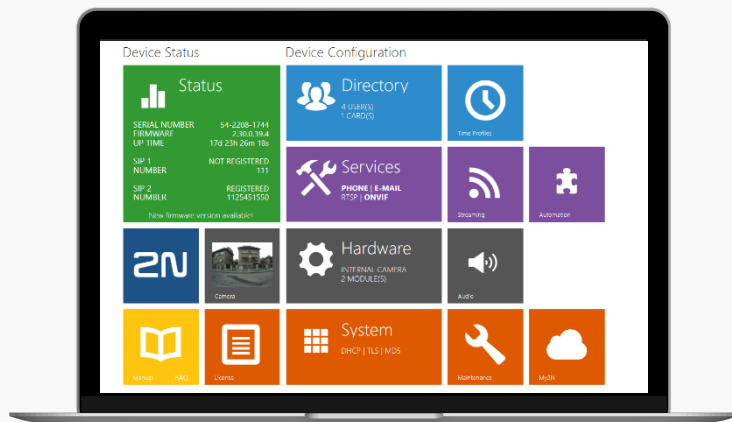 Device Status
Device Configuration
Status
SERIAL NUMBER 54-2208-1744
FIRMWARE 2.30.0.39.4
UP TIME 17d 23h 26m 18s
SIP 1 NOT REGISTERED
NUMBER 111
SIP 2 REGISTERED
NUMBER 1125451550
New firmware version available!
Directory
4 USER(S)
1 CARD(S)
Time Profiles
Services
PHONE | E-MAIL
RTSP | ONVIF
Streaming
Automation
2N
Camera
Hardware
INTERNAL CAMERA
2 MODULE(S)
Audio
Manual FAQ
License
System
DHCP | TLS | MDS
Maintenance
My2N